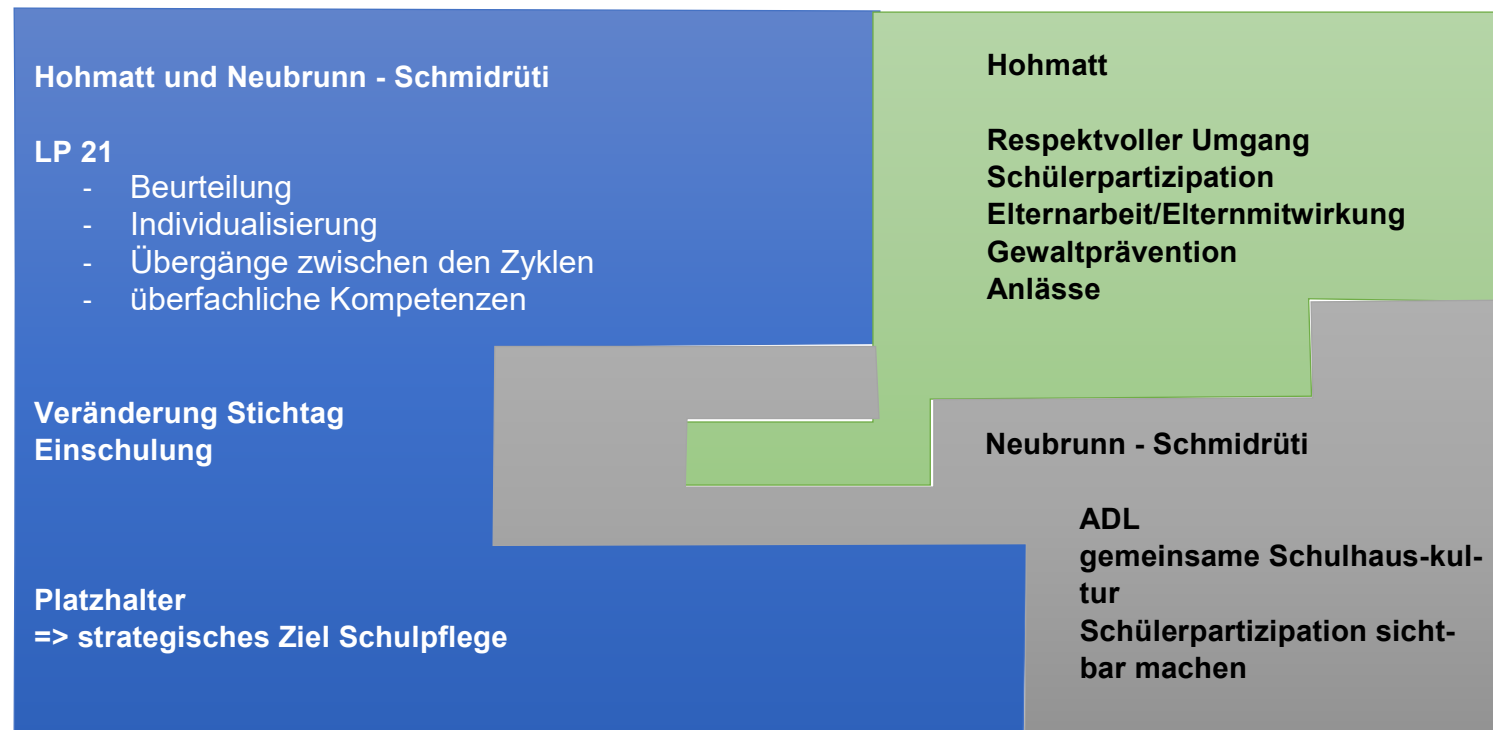 Hohmatt und Neubrunn - Schmidrüti
LP 21
- Beurteilung
- Individualisierung
- Übergänge zwischen den Zyklen
- überfachliche Kompetenzen
Veränderung Stichtag
Einschulung
Platzhalter
=> strategisches Ziel Schulpflege
Hohmatt
Respektvoller Umgang
Schülerpartizipation
Elternarbeit/Elternmitwirkung
Gewaltprävention
Anlässe
Neubrunn - Schmidrüti
ADL
gemeinsame Schulhaus-kul-
tur
Schülerpartizipation sicht-
bar machen